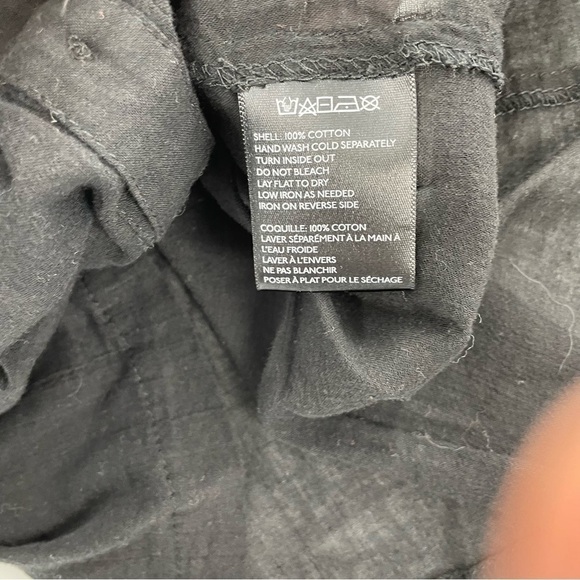 SHELL: 100% COTTON
HAND WASH COLD SEPARATELY
TURN INSIDE OUT
DO NOT BLEACH
LAY FLAT TO DRY
LOW IRON AS NEEDED
IRON ON REVERSE SIDE
COQUILLE: 100% COTON
LAVER SÉPARÉMENT À LA MAIN À
L'EAU FROIDE
LAVER À L'ENVERS
NE PAS BLANCHIR
POSER À PLAT POUR LE SÉCHAGE